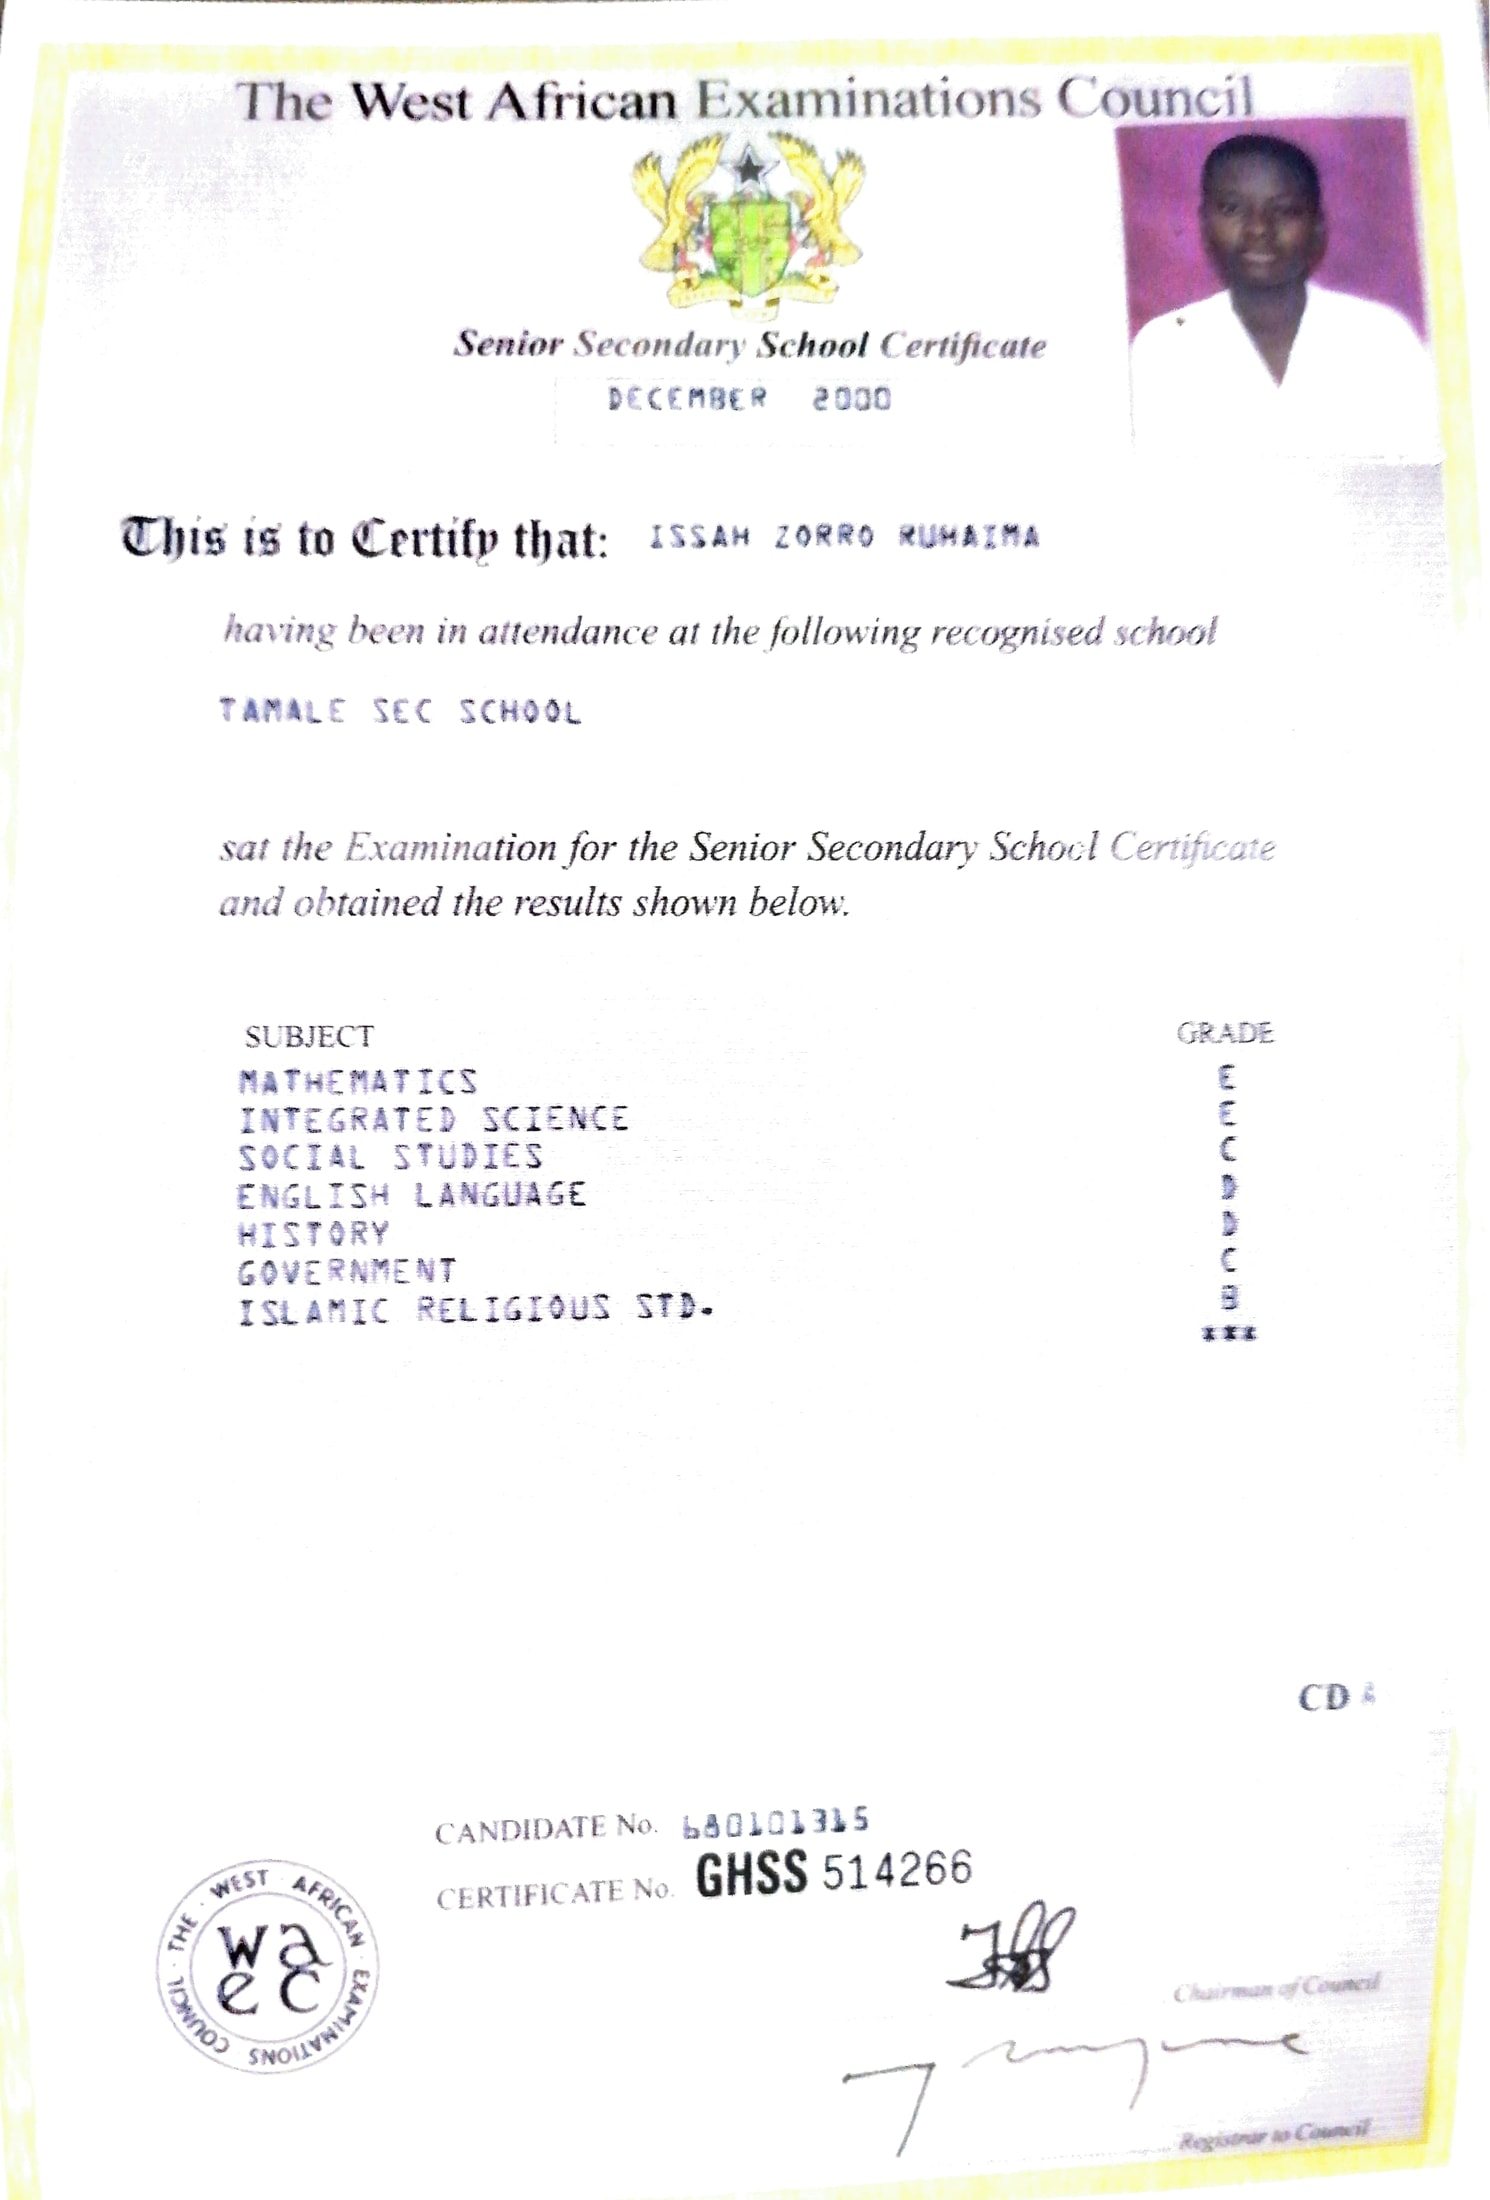 The West African Examinations Council
Senior Secondary School Certificate
DECEMBER 2000
This is to Certify that: ISSAH ZORRO RUHAIMA
having been in attendance at the following recognised school
TAMALE SEC SCHOOL
sat the Examination for the Senior Secondary School Certificate
and obtained the results shown below.
SUBJECT GRADE
MATHEMATICS E
INTEGRATED SCIENCE E
SOCIAL STUDIES C
ENGLISH LANGUAGE D
HISTORY D
GOVERNMENT C
ISLAMIC RELIGIOUS STD. B
***
CD
CANDIDATE No. 680101315
CERTIFICATE No. GHSS 514266
THE · WEST AFRICAN · EXAMINATIONS COUNCIL ·
wa
ec
Chairman of Council
Registrar to Council